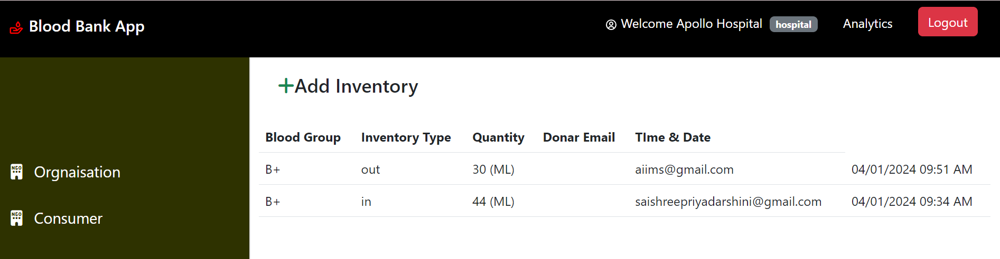 Blood Bank App
Welcome Apollo Hospital hospital Analytics Logout
Add Inventory
Blood Group Inventory Type Quantity Donar Email TIme & Date
B+ out 30 (ML) aiims@gmail.com 04/01/2024 09:51 AM
B+ in 44 (ML) saishreepriyadarshini@gmail.com 04/01/2024 09:34 AM
NGO Orgnaisation
NGO Consumer